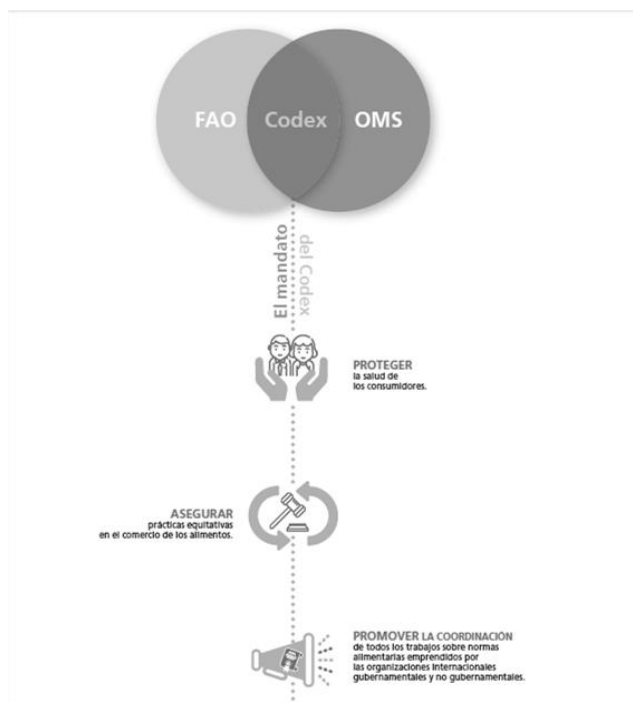 FAO Codex OMS
El mandato
del Codex
PROTEGER
la salud de
los consumidores.
ASEGURAR
prácticas equitativas
en el comercio de los alimentos.
PROMOVER LA COORDINACIÓN
de todos los trabajos sobre normas
alimentarias emprendidos por
las organizaciones internacionales
gubernamentales y no gubernamentales.